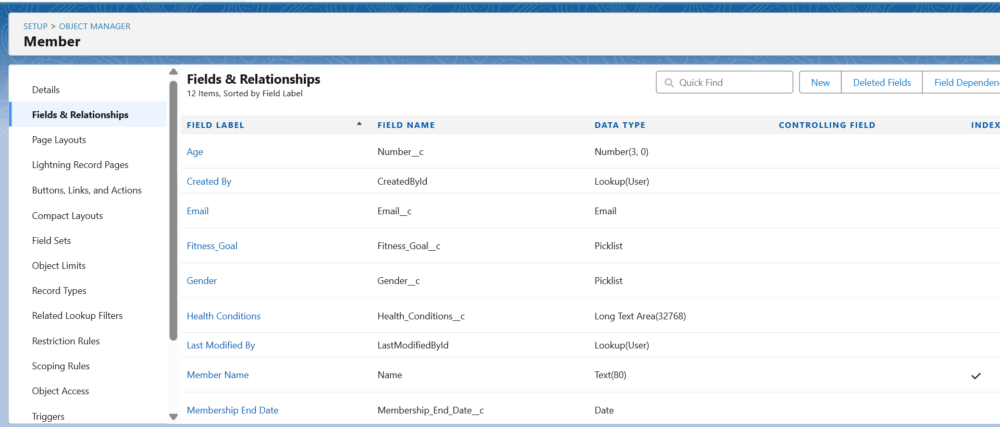 SETUP > OBJECT MANAGER
Member
Details
Fields & Relationships
Page Layouts
Lightning Record Pages
Buttons, Links, and Actions
Compact Layouts
Field Sets
Object Limits
Record Types
Related Lookup Filters
Restriction Rules
Scoping Rules
Object Access
Triggers
Fields & Relationships
12 Items, Sorted by Field Label
Quick Find
New
Deleted Fields
Field Dependen
FIELD LABEL FIELD NAME DATA TYPE CONTROLLING FIELD INDEX
Age Number__c Number(3, 0)
Created By CreatedById Lookup(User)
Email Email__c Email
Fitness_Goal Fitness_Goal__c Picklist
Gender Gender__c Picklist
Health Conditions Health_Conditions__c Long Text Area(32768)
Last Modified By LastModifiedById Lookup(User)
Member Name Name Text(80)
Membership End Date Membership_End_Date__c Date